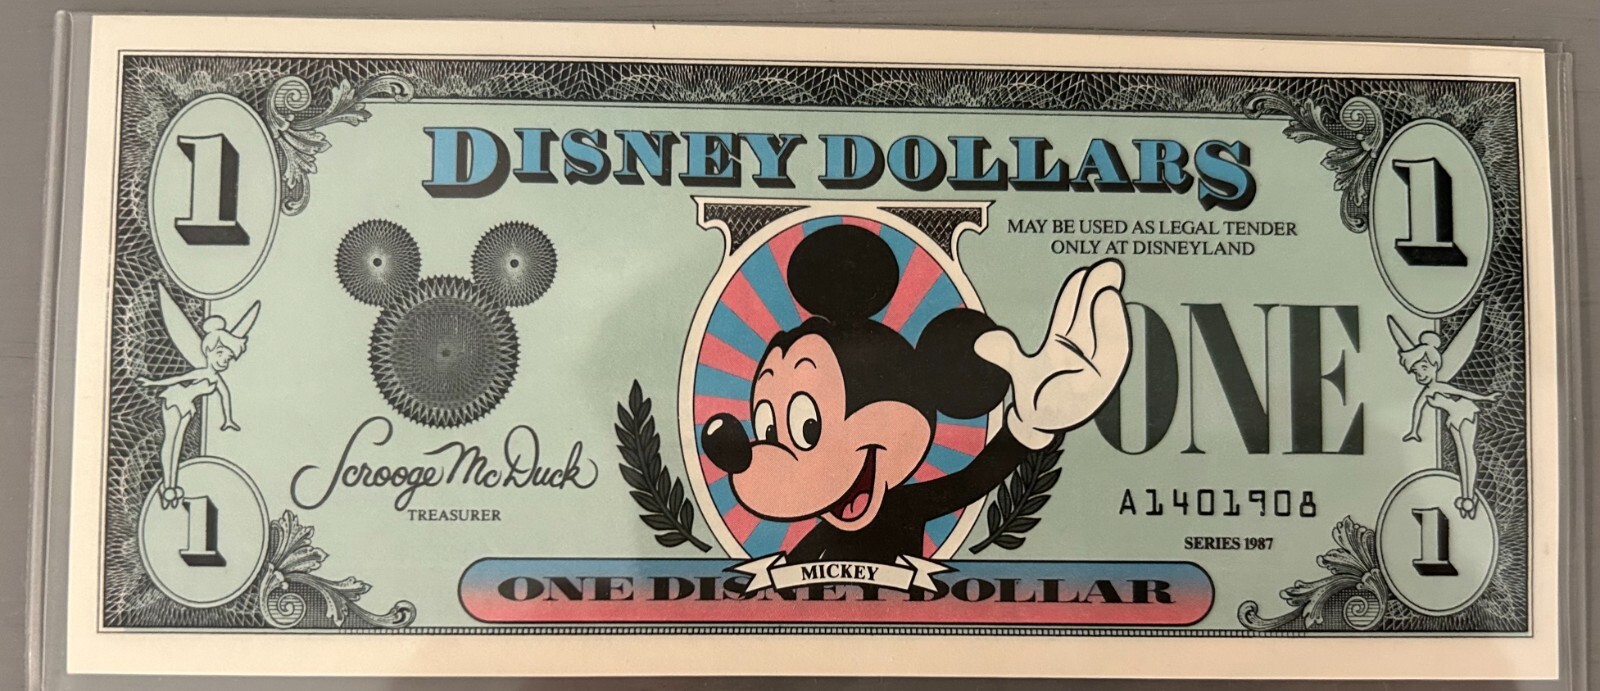 1
DISNEY DOLLARS
1
MAY BE USED AS LEGAL TENDER
ONLY AT DISNEYLAND
ONE
Scrooge McDuck
TREASURER
A1401908
SERIES 1987
1
1
MICKEY
ONE DISNEY DOLLAR